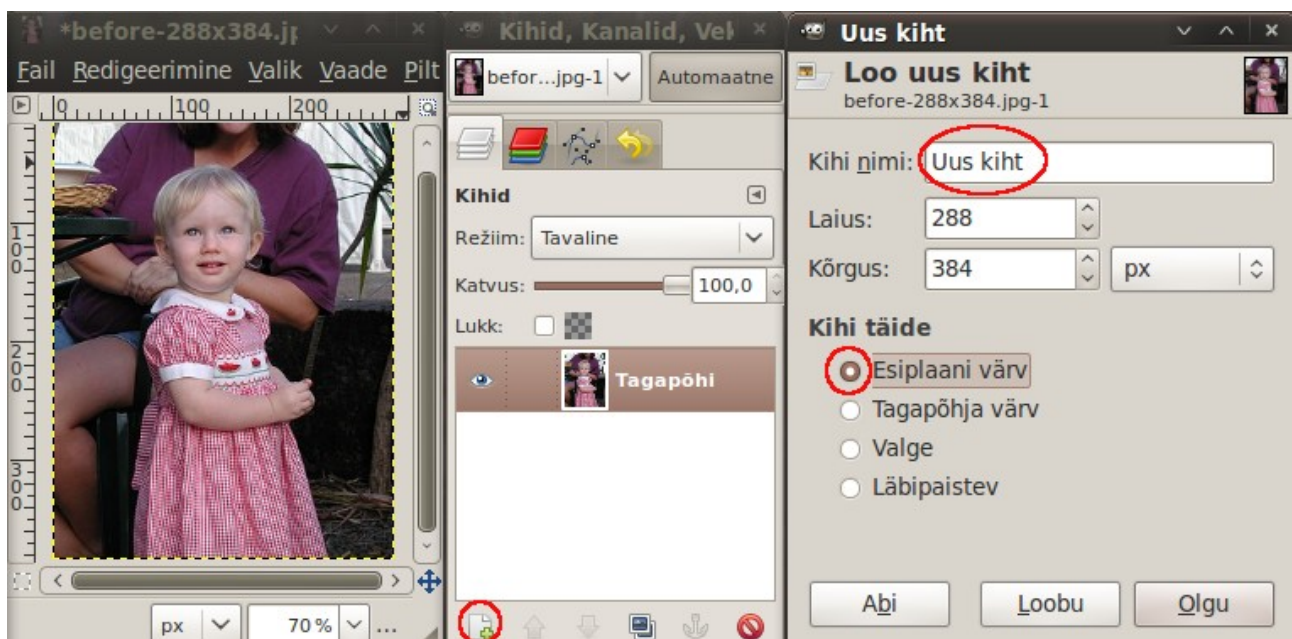 *before-288x384.j
Fail Redigeerimine Valik Vaade Pilt
0 100 200
100
200
300
px 70 % ...
Kihid, Kanalid, Vek
befor...jpg-1 Automaatne
Kihid
Režiim: Tavaline
Katvus: 100,0
Lukk:
Tagapõhi
Uus kiht
Loo uus kiht
before-288x384.jpg-1
Kihi nimi: Uus kiht
Laius: 288
Kõrgus: 384 px
Kihi täide
Esiplaani värv
Tagapõhja värv
Valge
Läbipaistev
Abi Loobu Olgu